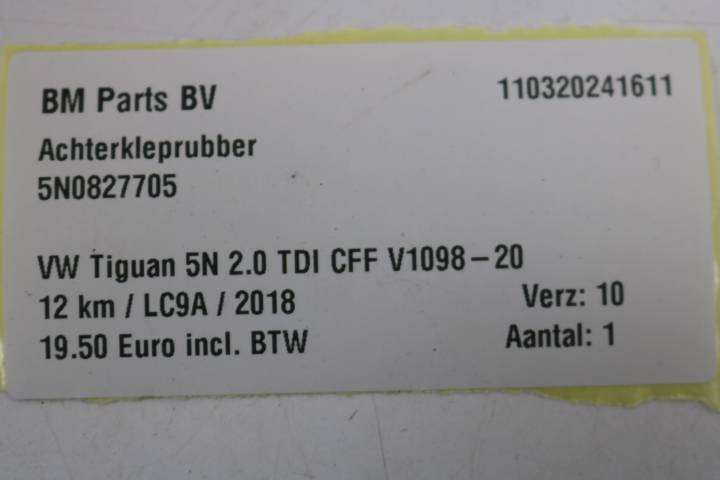 BM Parts BV 110320241611
Achterkleprubber
5N0827705
VW Tiguan 5N 2.0 TDI CFF V1098-20
12 km / LC9A / 2018 Verz: 10
19.50 Euro incl. BTW Aantal: 1